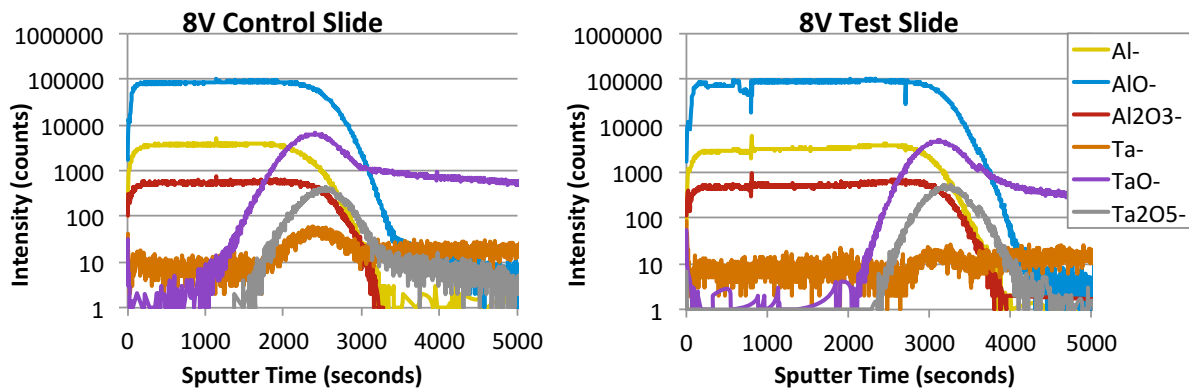 8V Control Slide
Intensity (counts)
1000000
100000
10000
1000
100
10
1
0 1000 2000 3000 4000 5000
Sputter Time (seconds)
8V Test Slide
Intensity (counts)
1000000
100000
10000
1000
100
10
1
0 1000 2000 3000 4000 5000
Sputter Time (seconds)
Al-
AlO-
Al2O3-
Ta-
TaO-
Ta2O5-